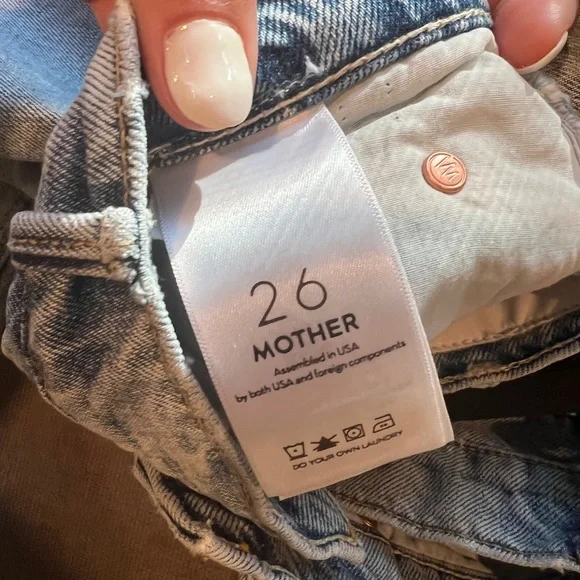 26
MOTHER
Assembled in USA
by both USA and foreign components
DO YOUR OWN LAUNDRY